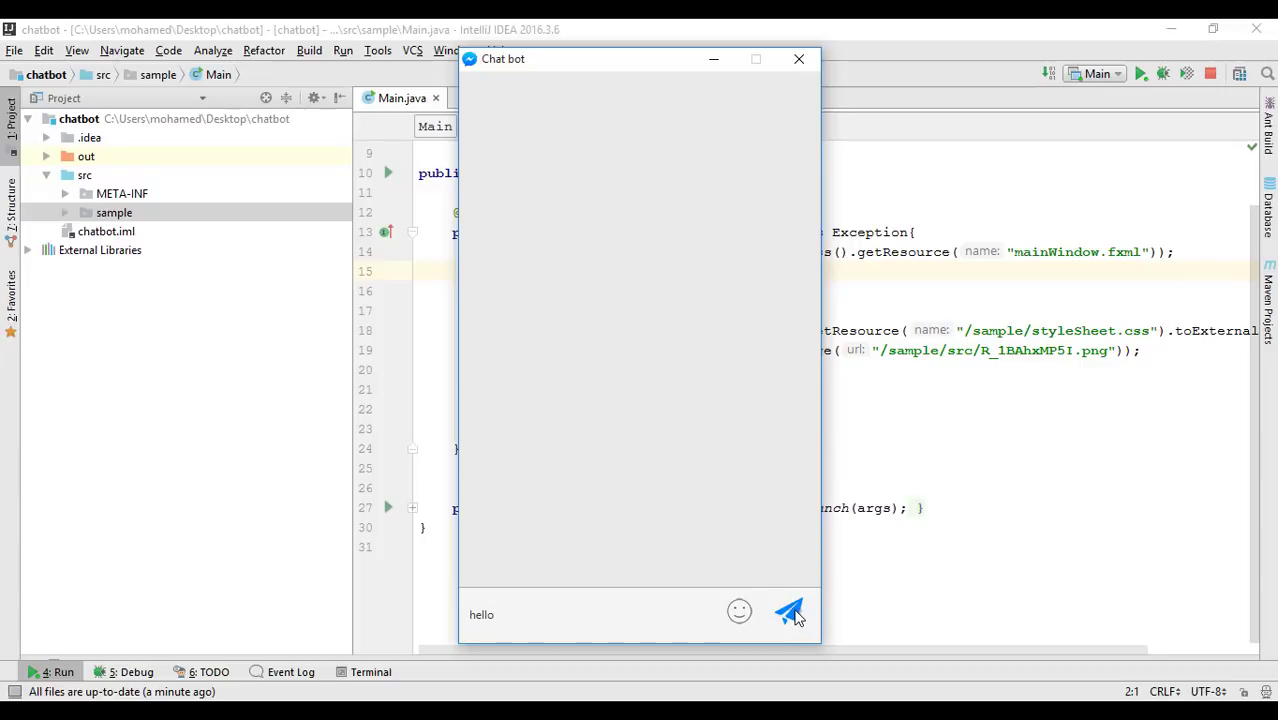 chatbot - [C:\Users\mohamed\Desktop\chatbot] - [chatbot] - ...\src\sample\Main.java - IntelliJ IDEA 2016.3.6
File Edit View Navigate Code Analyze Refactor Build Run Tools VCS
Chat bot
chatbot src sample Main
Main
Project
Main.java
1: Project
chatbot C:\Users\mohamed\Desktop\chatbot
.idea
out
src
META-INF
sample
chatbot.iml
External Libraries
Z: Structure
2: Favorites
Ant Build
Database
Maven Projects
Main
9
10 publi
11
12 @
13 p Exception{
14 s().getResource( name: "mainWindow.fxml"));
15
16
17
18 tResource( name: "/sample/styleSheet.css").toExternal
19 e( url: "/sample/src/R_1BAhxMP5I.png"));
20
21
22
24 }
25
26
27 p nch(args); }
30 }
31
hello
4: Run 5: Debug 6: TODO Event Log Terminal
All files are up-to-date (a minute ago)
2:1 CRLF UTF-8